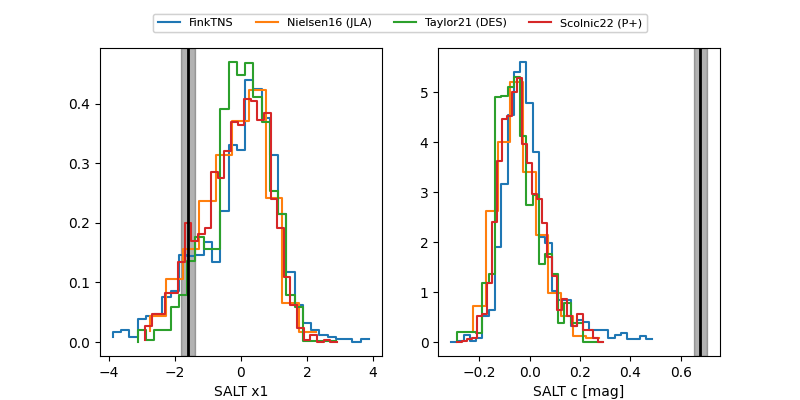 FinkTNS Nielsen16 (JLA) Taylor21 (DES) Scolnic22 (P+)
0.4
0.3
0.2
0.1
0.0
−4 −2 0 2 4
SALT x1
5
4
3
2
1
0
−0.2 0.0 0.2 0.4 0.6
SALT c [mag]